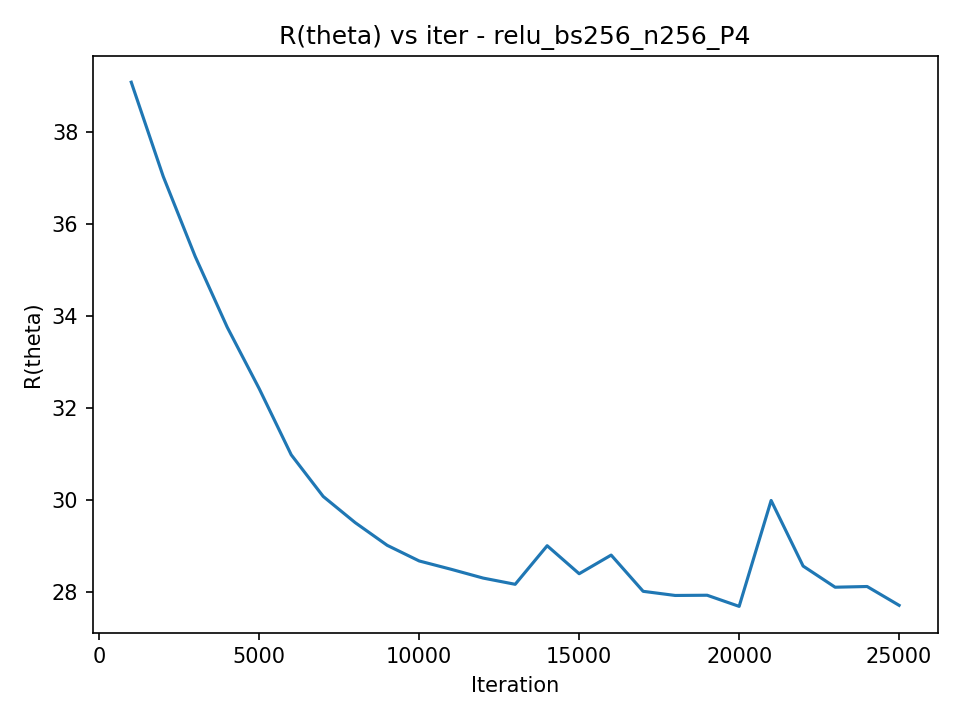 R(theta) vs iter - relu_bs256_n256_P4
R(theta)
38
36
34
32
30
28
0 5000 10000 15000 20000 25000
Iteration